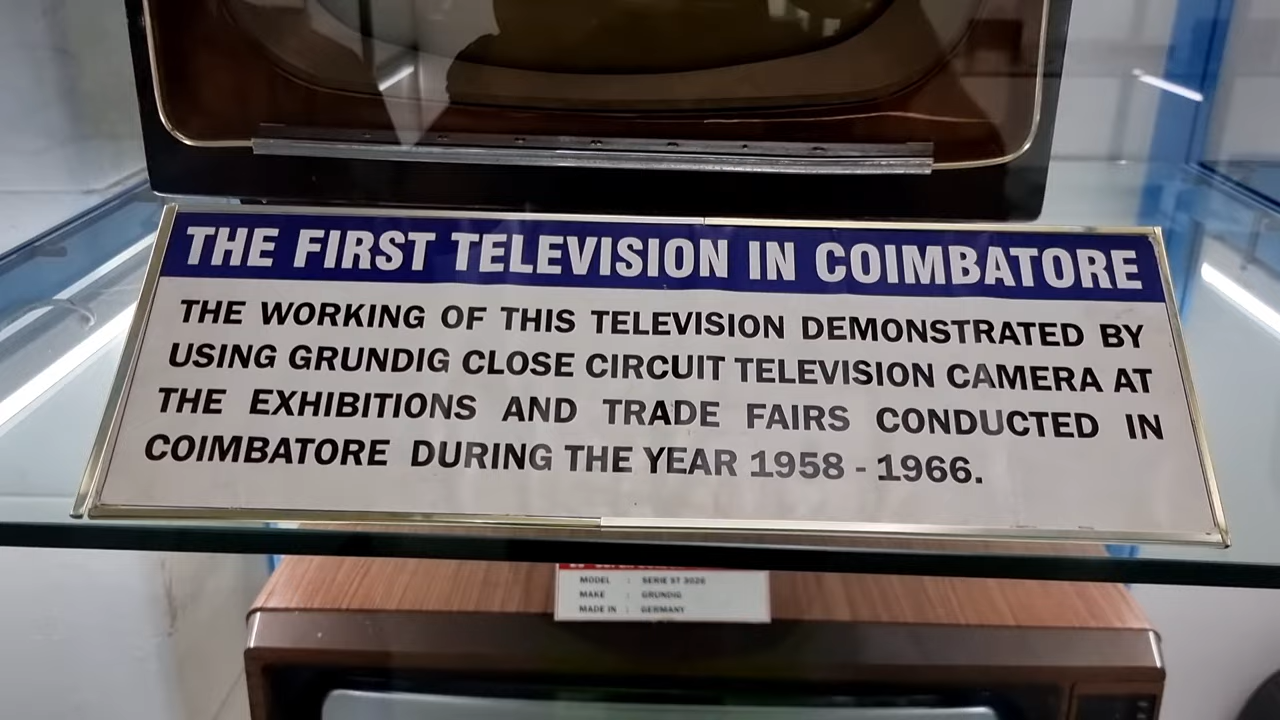 THE FIRST TELEVISION IN COIMBATORE
THE WORKING OF THIS TELEVISION DEMONSTRATED BY
USING GRUNDIG CLOSE CIRCUIT TELEVISION CAMERA AT
THE EXHIBITIONS AND TRADE FAIRS CONDUCTED IN
COIMBATORE DURING THE YEAR 1958 - 1966.
MODEL : SERIE ST 3026
MAKE : GRUNDIG
MADE IN : GERMANY